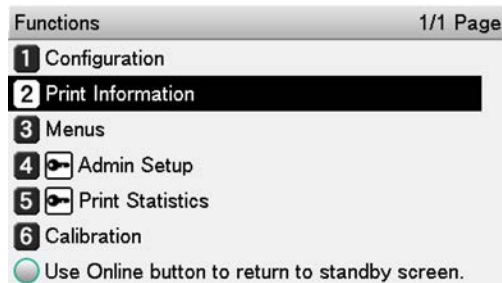 Functions 1/1 Page
1 Configuration
2 Print Information
3 Menus
4 Admin Setup
5 Print Statistics
6 Calibration
Use Online button to return to standby screen.